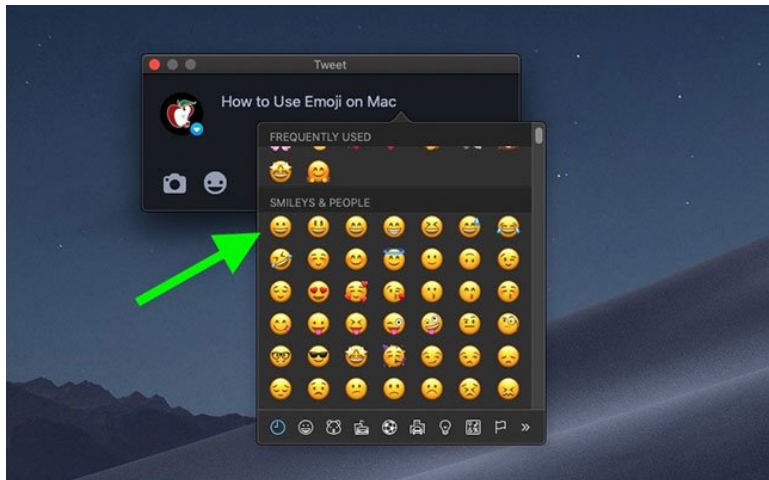 Tweet
How to Use Emoji on Mac
FREQUENTLY USED
SMILEYS & PEOPLE